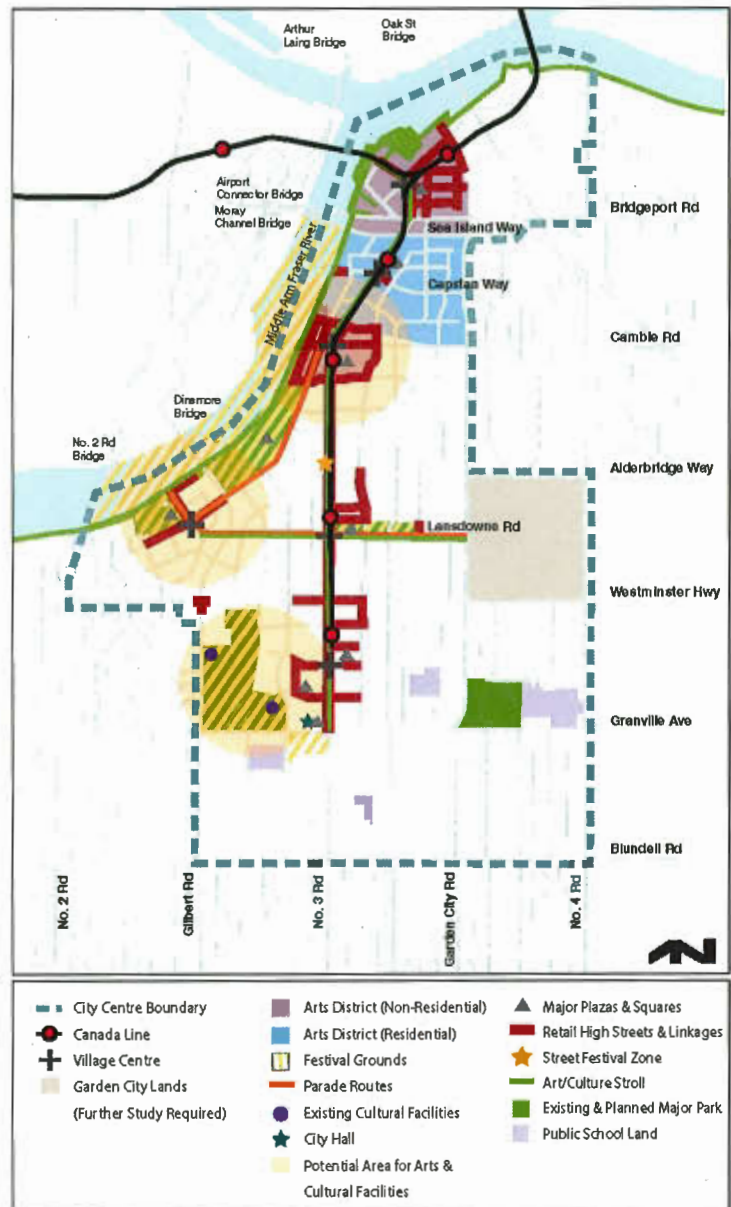 Arthur
Laing Bridge
Oak St
Bridge
Airport
Connector Bridge
Moray
Channel Bridge
Bridgeport Rd
Sea Island Way
Middle Arm Fraser River
Capstan Way
Cambie Rd
Dinsmore
Bridge
No. 2 Rd
Bridge
Alderbridge Way
Lansdowne Rd
Westminster Hwy
Granville Ave
Blundell Rd
No. 2 Rd
Gilbert Rd
No. 3 Rd
Garden City Rd
No. 4 Rd
N
City Centre Boundary
Canada Line
Village Centre
Garden City Lands
(Further Study Required)
Arts District (Non-Residential)
Arts District (Residential)
Festival Grounds
Parade Routes
Existing Cultural Facilities
City Hall
Potential Area for Arts &
Cultural Facilities
Major Plazas & Squares
Retail High Streets & Linkages
Street Festival Zone
Art/Culture Stroll
Existing & Planned Major Park
Public School Land